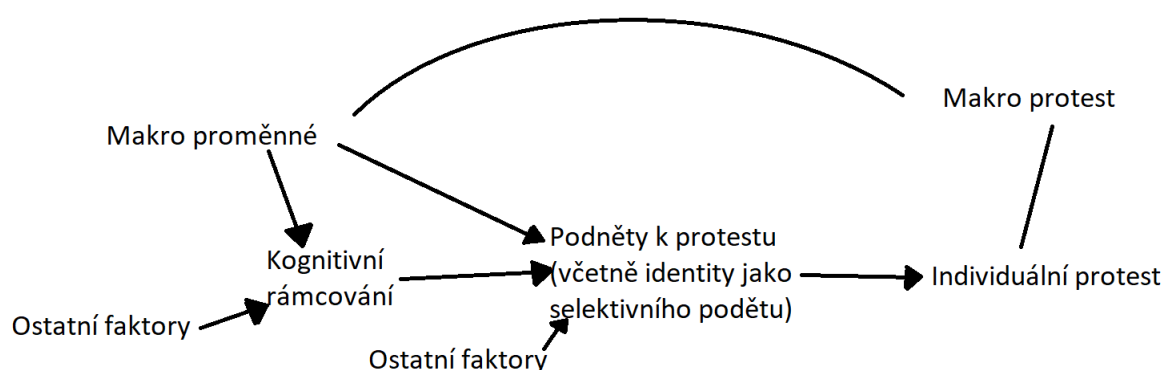 Makro protest
Makro proměnné
Podněty k protestu
(včetně identity jako
selektivního podětu)
Kognitivní
rámcování
Individuální protest
Ostatní faktory
Ostatní faktory